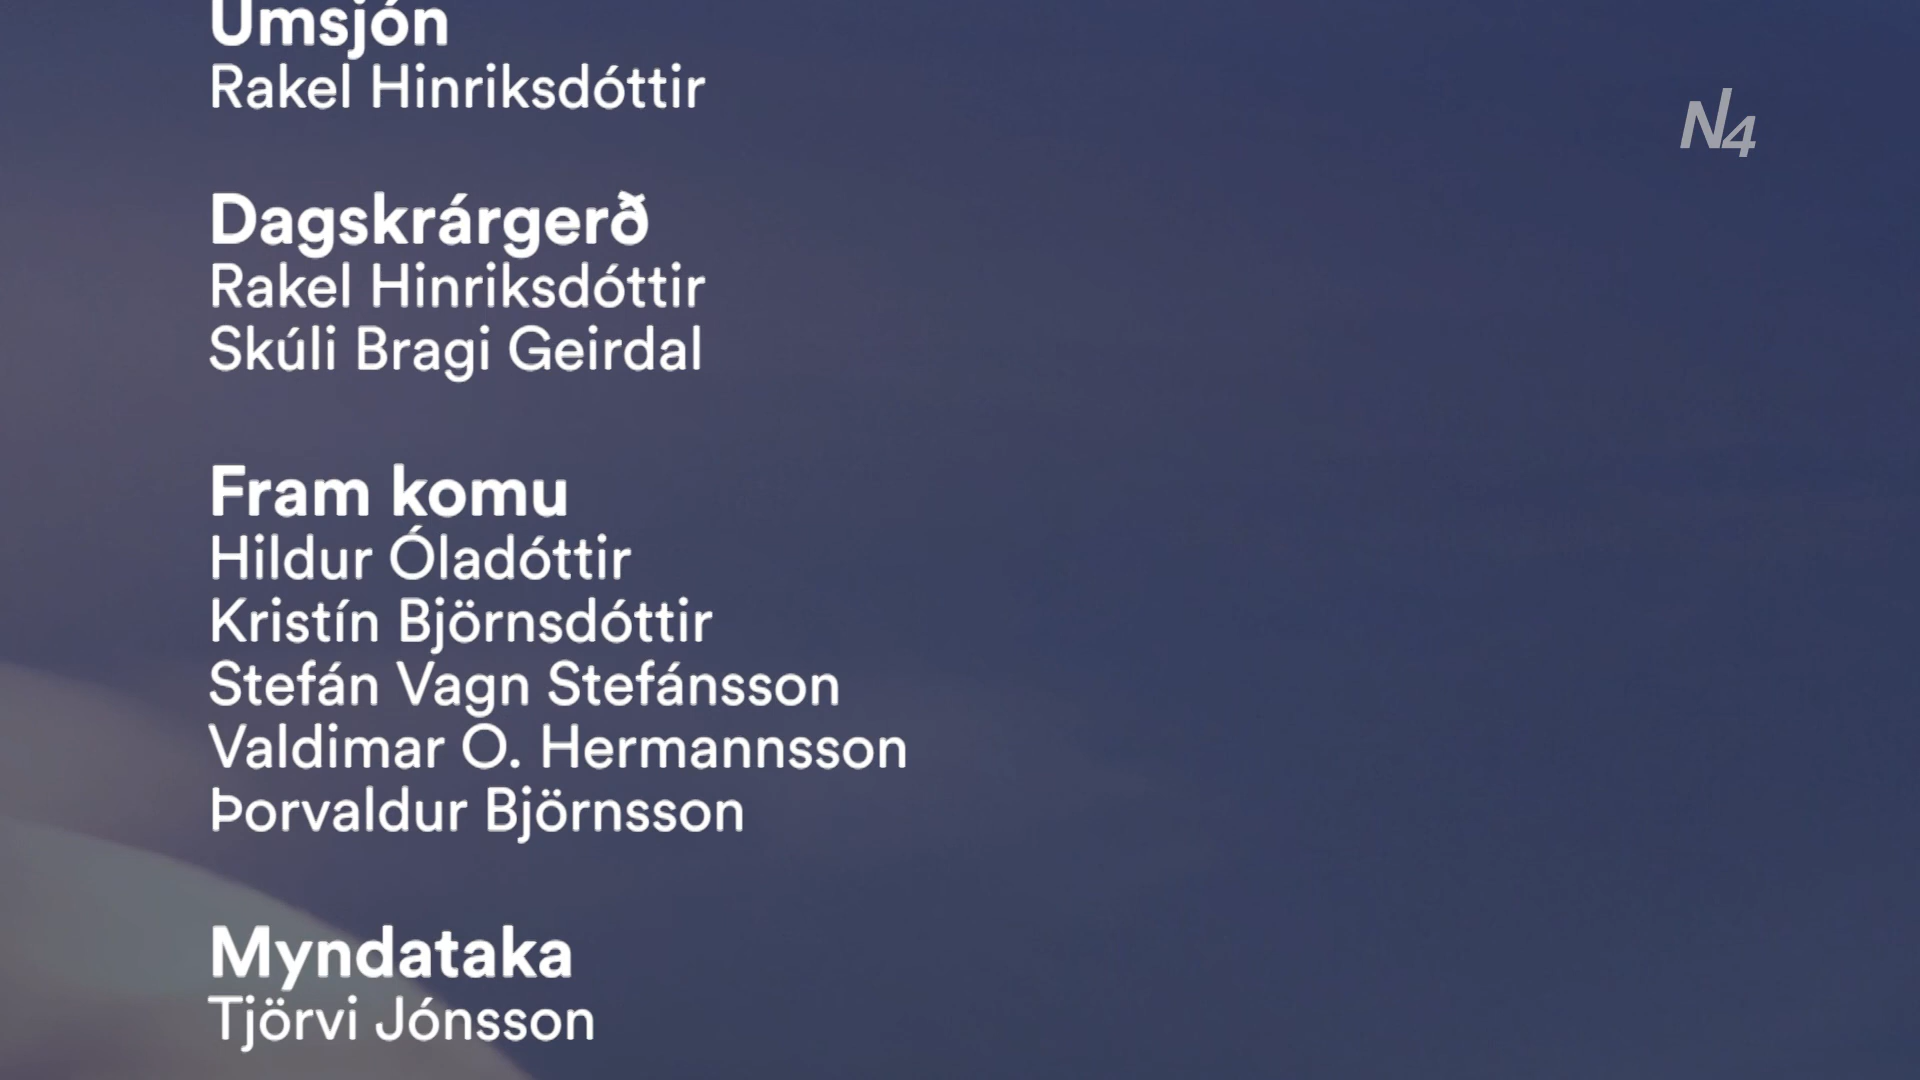 Umsjón
Rakel Hinriksdóttir
N4
Dagskrárgerð
Rakel Hinriksdóttir
Skúli Bragi Geirdal
Fram komu
Hildur Óladóttir
Kristín Björnsdóttir
Stefán Vagn Stefánsson
Valdimar O. Hermannsson
Þorvaldur Björnsson
Myndataka
Tjörvi Jónsson